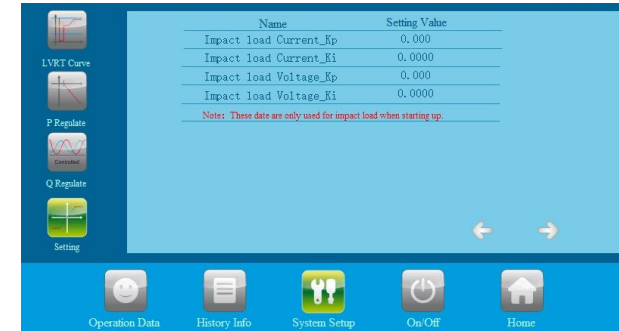 Name Setting Value
Impact load Current_Kp 0.000
Impact load Current_Ki 0.0000
Impact load Voltage_Kp 0.000
Impact load Voltage_Ki 0.0000
Note: These date are only used for impact load when starting up.
LVRT Curve
P Regulate
Controlled
Q Regulate
Setting
Operation Data History Info System Setup On/Off Home